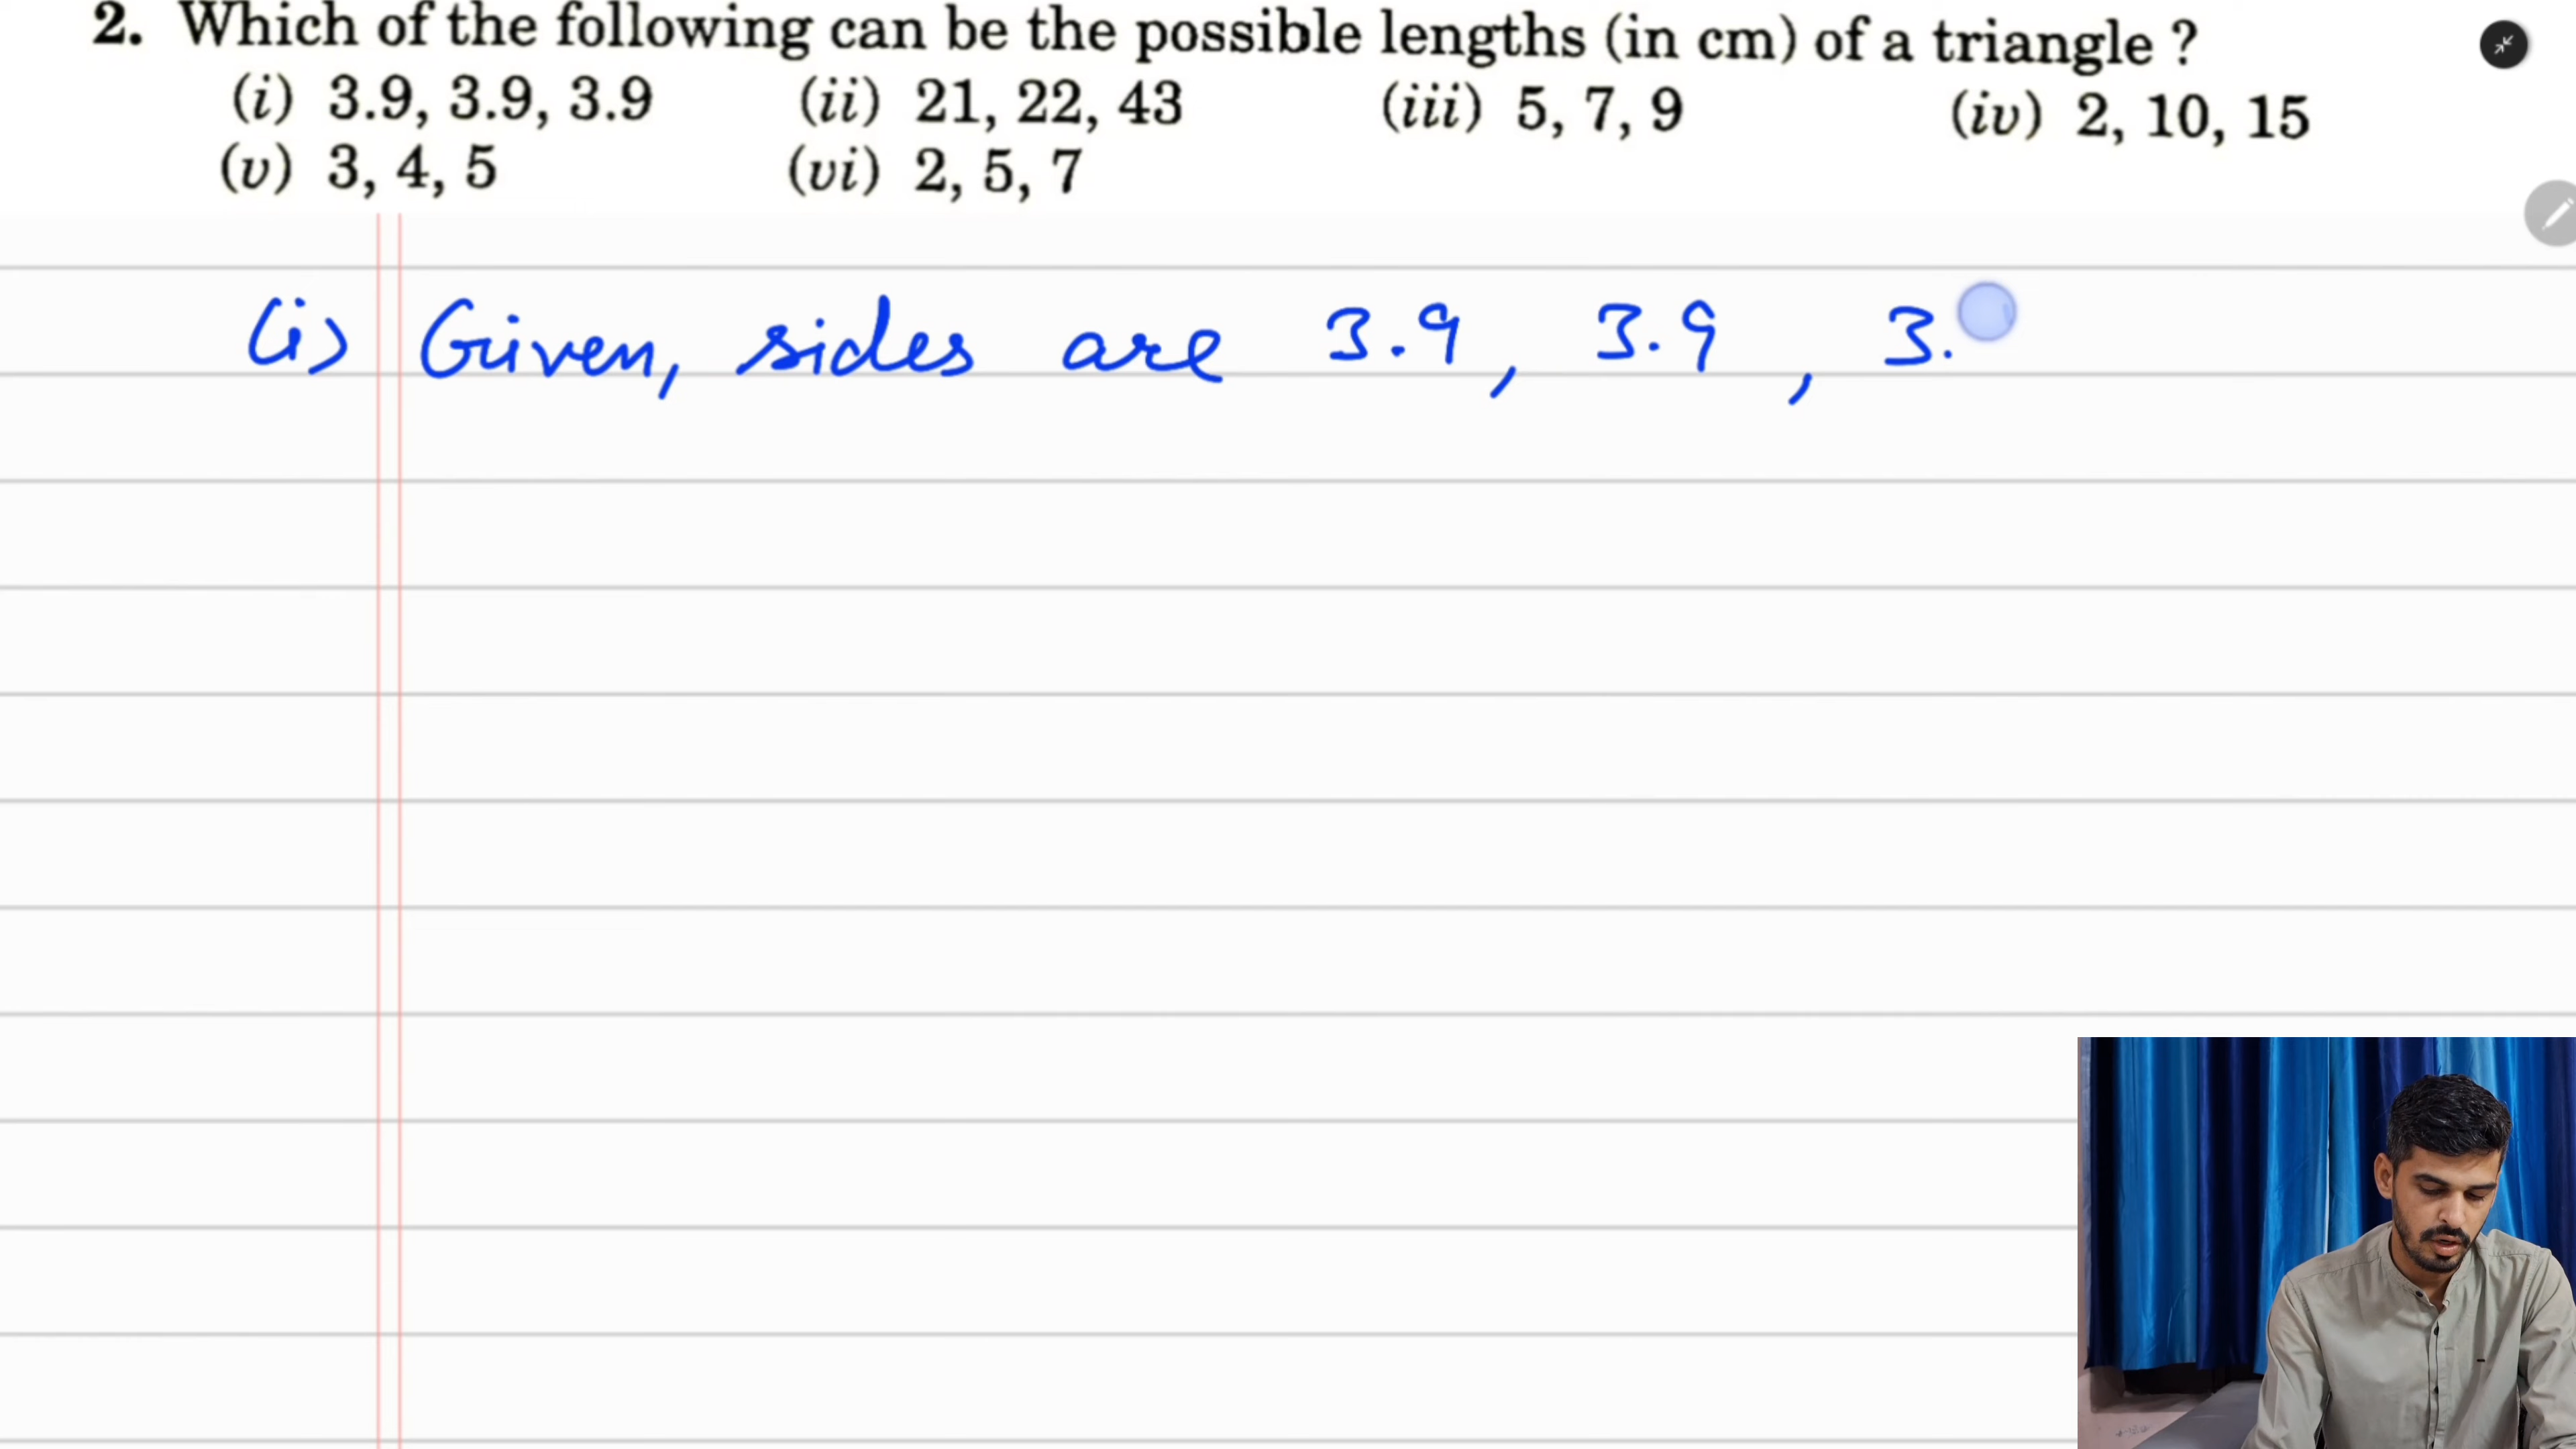 2. Which of the following can be the possible lengths (in cm) of a triangle ?
(i) 3.9, 3.9, 3.9 (ii) 21, 22, 43 (iii) 5, 7, 9 (iv) 2, 10, 15
(v) 3, 4, 5 (vi) 2, 5, 7
(i) Given, sides are 3.9, 3.9, 3.